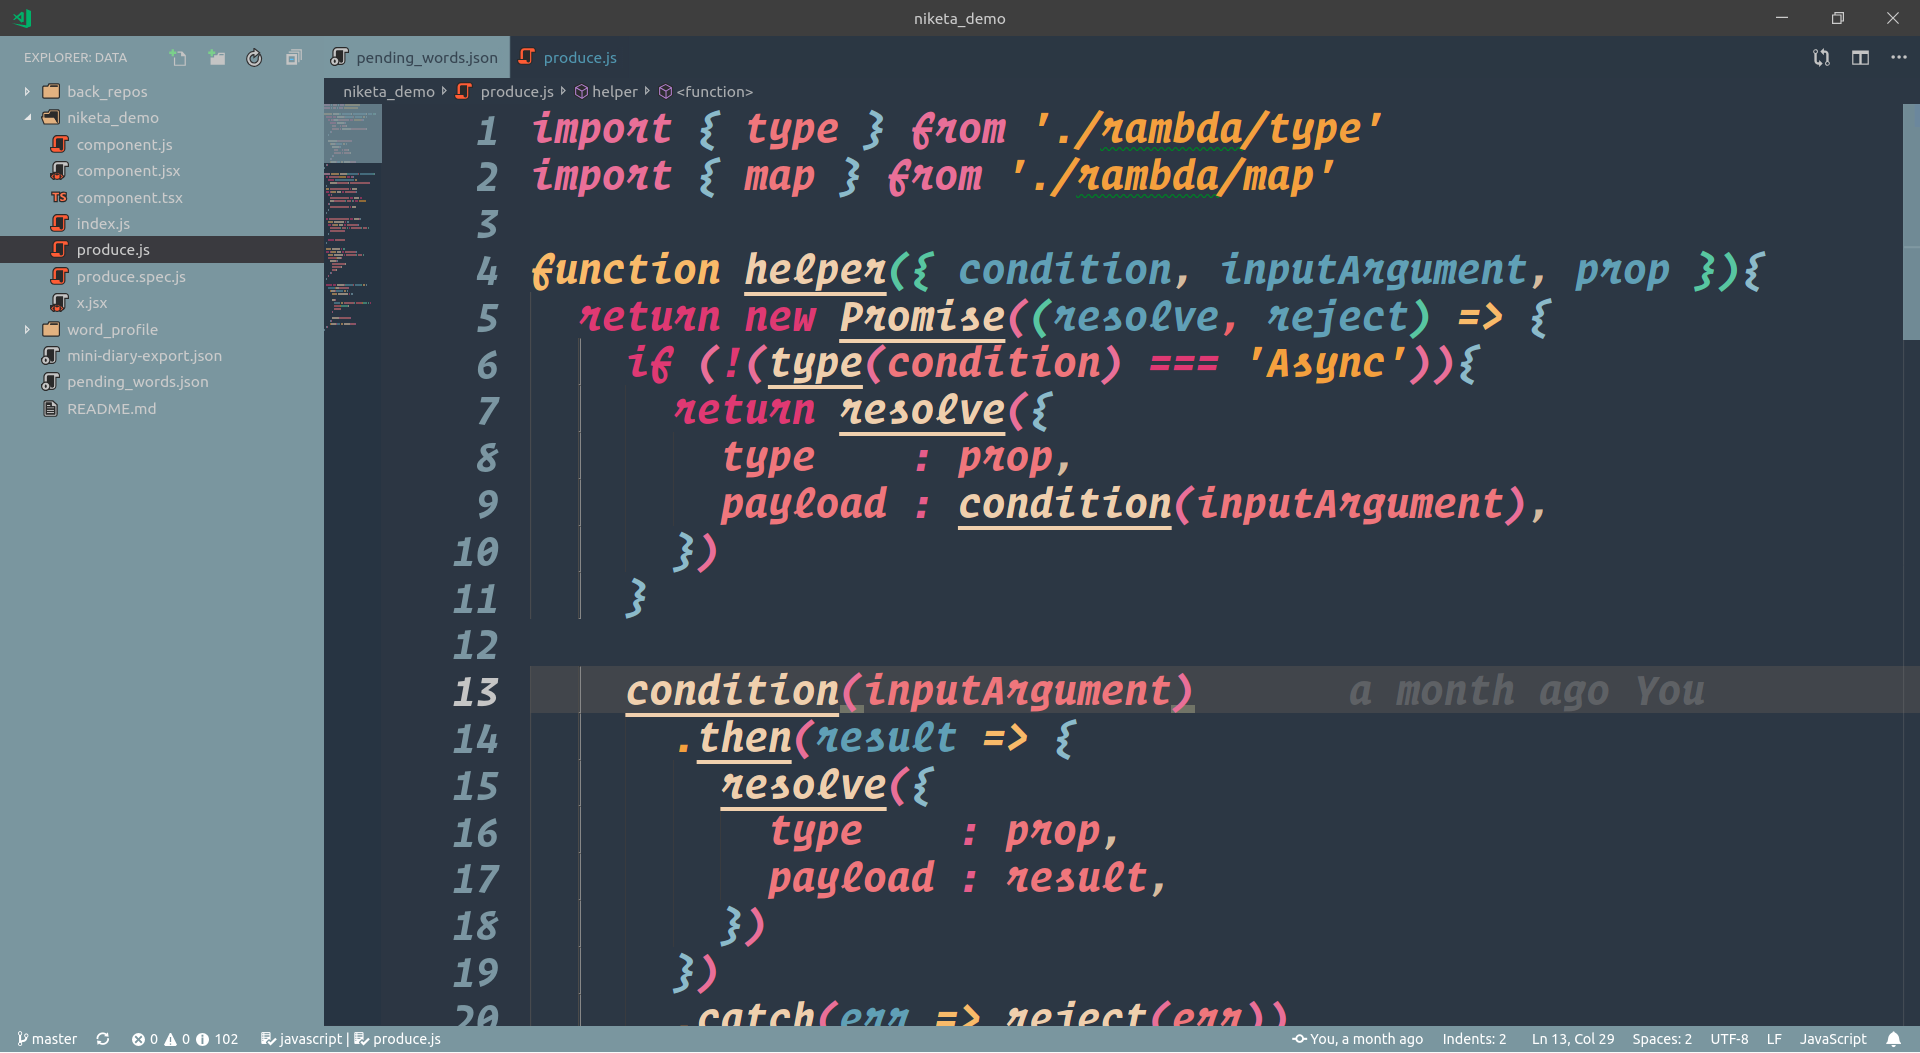 niketa_demo
EXPLORER: DATA
pending_words.json
produce.js
niketa_demo produce.js helper <function>
back_repos
niketa_demo
component.js
component.jsx
component.tsx
index.js
produce.js
produce.spec.js
x.jsx
word_profile
mini-diary-export.json
pending_words.json
README.md
TS
1 import { type } from './rambda/type'
2 import { map } from './rambda/map'
3
4 function helper({ condition, inputArgument, prop }){
5 return new Promise((resolve, reject) => {
6 if (!(type(condition) === 'Async')){
7 return resolve({
8 type    : prop,
9 payload : condition(inputArgument),
10 })
11 }
12
13 condition(inputArgument) a month ago You
14 .then(result => {
15 resolve({
16 type    : prop,
17 payload : result,
18 })
19 })
20 .catch(err => reject(err))
master 0 0 102 javascript | produce.js You, a month ago Indents: 2 Ln 13, Col 29 Spaces: 2 UTF-8 LF JavaScript